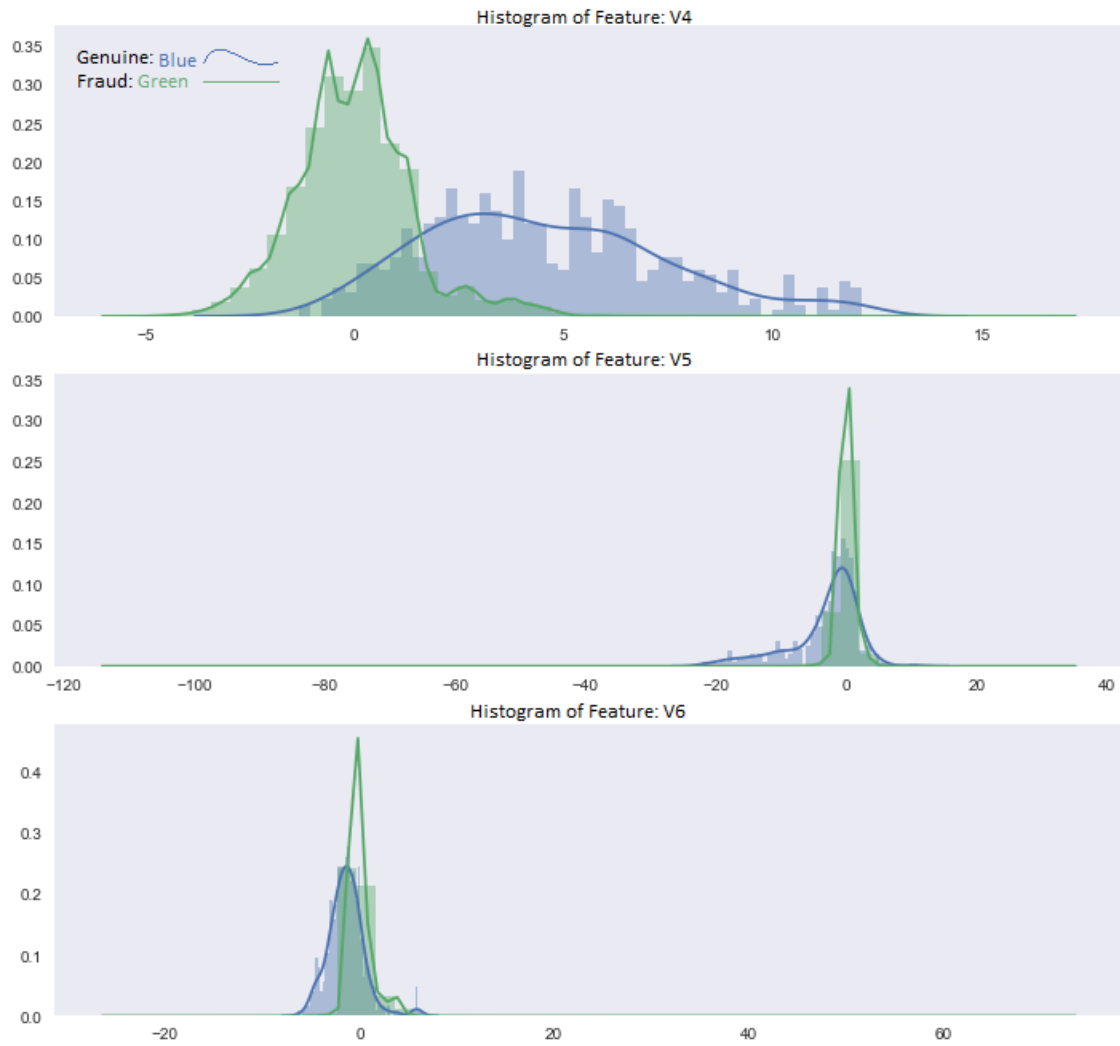 Histogram of Feature: V4
0.35
Genuine: Blue
0.30
Fraud: Green
0.25
0.20
0.15
0.10
0.05
0.00
−5 0 5 10 15
Histogram of Feature: V5
0.35
0.30
0.25
0.20
0.15
0.10
0.05
0.00
−120 −100 −80 −60 −40 −20 0 20 40
Histogram of Feature: V6
0.4
0.3
0.2
0.1
0.0
−20 0 20 40 60